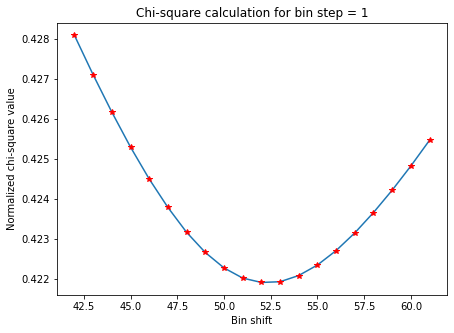 Chi-square calculation for bin step = 1
Normalized chi-square value
0.428
0.427
0.426
0.425
0.424
0.423
0.422
42.5 45.0 47.5 50.0 52.5 55.0 57.5 60.0
Bin shift